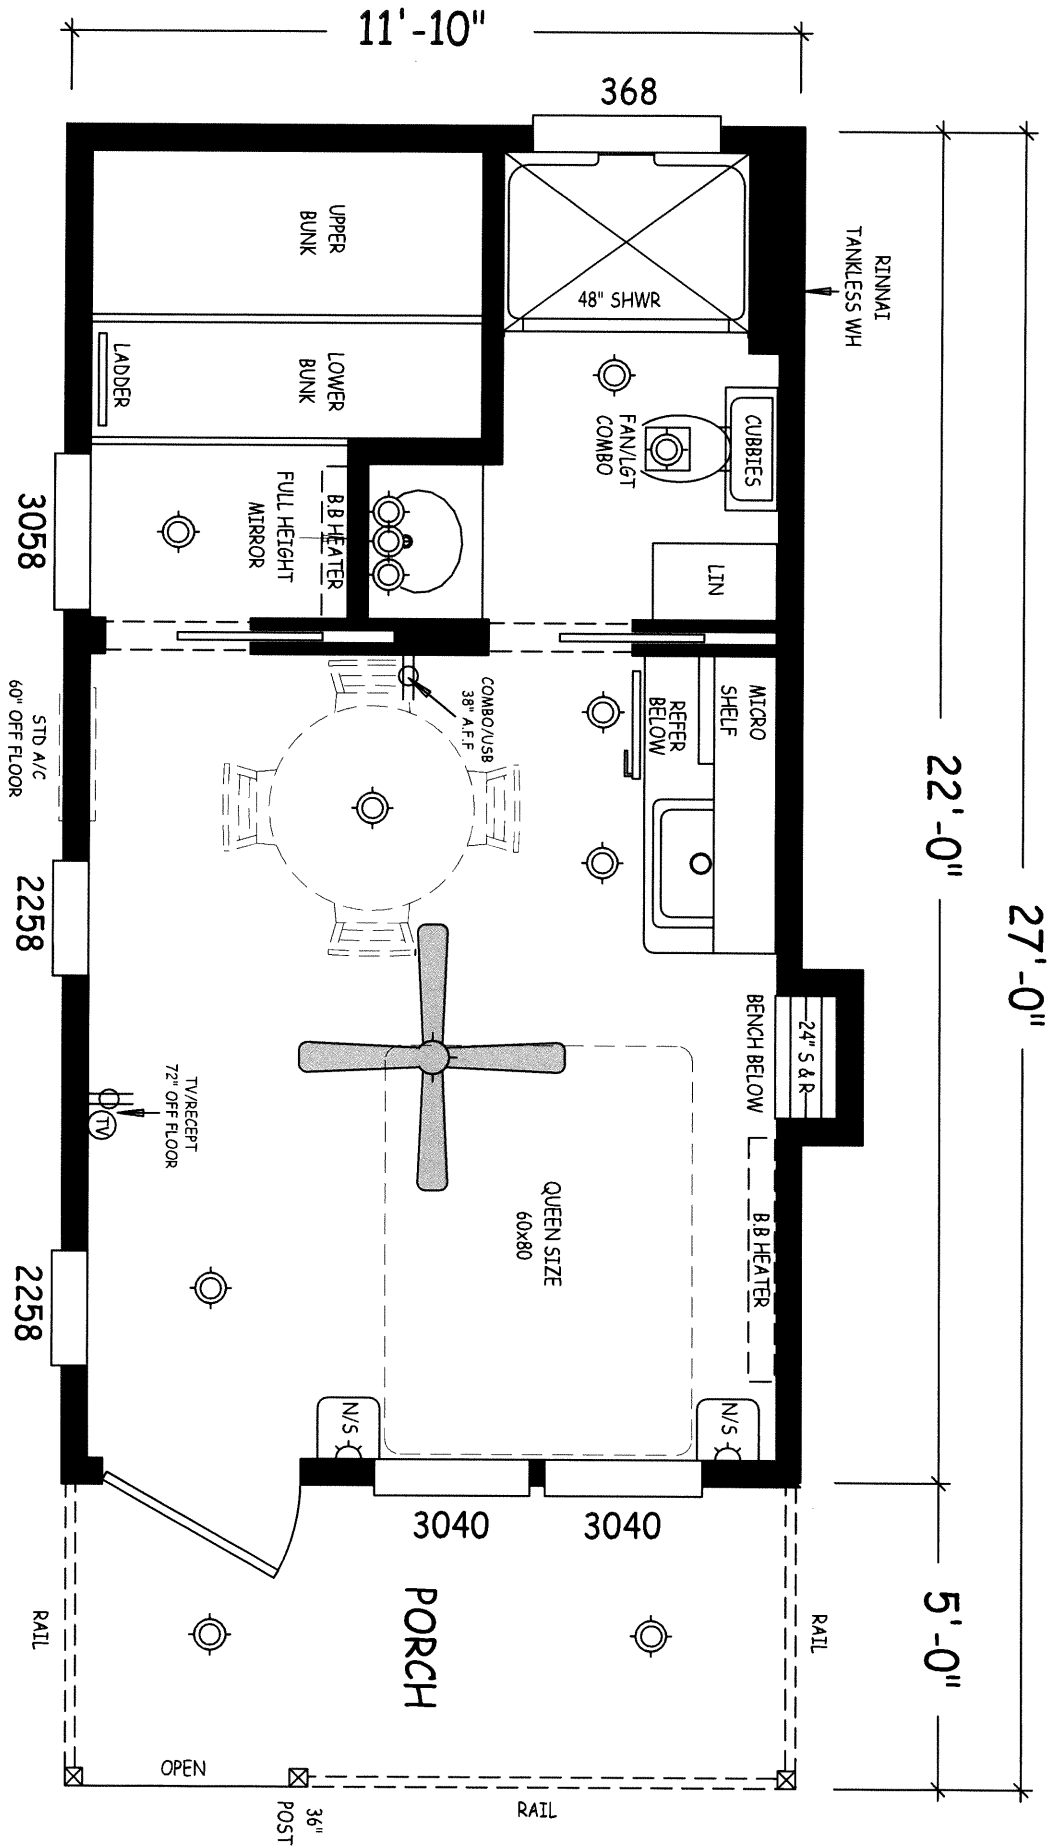 11'-10"
368
RINNAI
TANKLESS WH
UPPER
BUNK
48" SHWR
LOWER
BUNK
LADDER
FAN/LGT
COMBO
CUBBIES
3058
FULL HEIGHT
MIRROR
B.B HEATER
LIN
STD A/C
60" OFF FLOOR
COMBO/USB
38" A.F.F
MICRO
SHELF
REFER
BELOW
22'-0"
27'-0"
2258
BENCH BELOW
24" S & R
TV/RECEPT
72" OFF FLOOR
TV
QUEEN SIZE
60x80
B.B HEATER
2258
N/S
N/S
3040
3040
PORCH
5'-0"
RAIL
RAIL
OPEN
36"
POST
RAIL